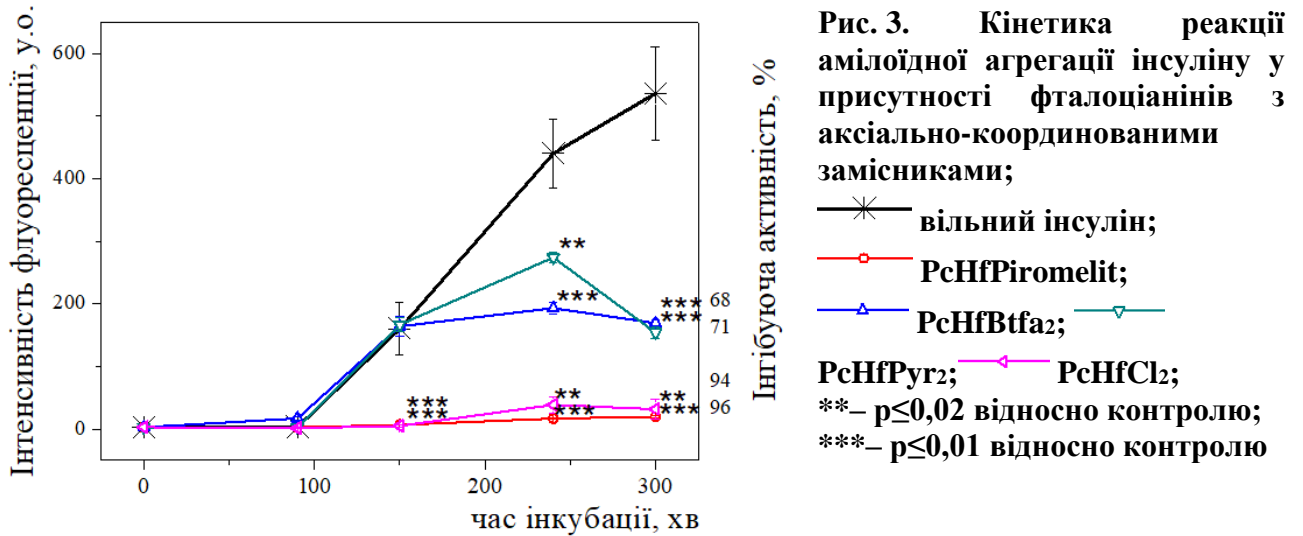 Інтенсивність флуоресценції, у.о.
600
400
200
0
0
100
200
300
час інкубації, хв
**
***
***
***
***
***
**
***
**
***
68
71
94
96
Інгібуюча активність, %
Рис. 3. Кінетика реакції
амілоїдної агрегації інсуліну у
присутності фталоціанінів з
аксіально-координованими
замісниками;
вільний інсулін;
PcHfPiromelit;
PcHfBtfa2;
PcHfPyr2; PcHfCl2;
**– p≤0,02 відносно контролю;
***– p≤0,01 відносно контролю